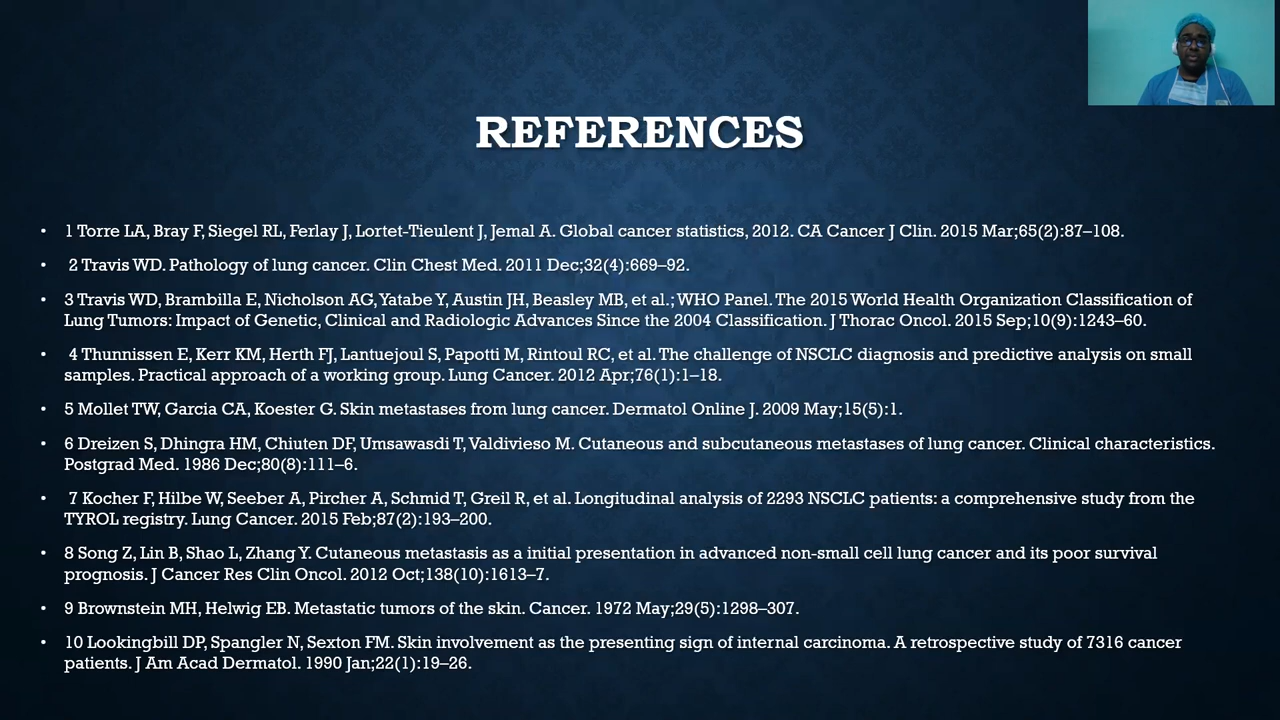 REFERENCES
• 1 Torre LA, Bray F, Siegel RL, Ferlay J, Lortet-Tieulent J, Jemal A. Global cancer statistics, 2012. CA Cancer J Clin. 2015 Mar;65(2):87–108.
• 2 Travis WD. Pathology of lung cancer. Clin Chest Med. 2011 Dec;32(4):669–92.
• 3 Travis WD, Brambilla E, Nicholson AG, Yatabe Y, Austin JH, Beasley MB, et al.; WHO Panel. The 2015 World Health Organization Classification of
Lung Tumors: Impact of Genetic, Clinical and Radiologic Advances Since the 2004 Classification. J Thorac Oncol. 2015 Sep;10(9):1243–60.
• 4 Thunnissen E, Kerr KM, Herth FJ, Lantuejoul S, Papotti M, Rintoul RC, et al. The challenge of NSCLC diagnosis and predictive analysis on small
samples. Practical approach of a working group. Lung Cancer. 2012 Apr;76(1):1–18.
• 5 Mollet TW, Garcia CA, Koester G. Skin metastases from lung cancer. Dermatol Online J. 2009 May;15(5):1.
• 6 Dreizen S, Dhingra HM, Chiuten DF, Umsawasdi T, Valdivieso M. Cutaneous and subcutaneous metastases of lung cancer. Clinical characteristics.
Postgrad Med. 1986 Dec;80(8):111–6.
• 7 Kocher F, Hilbe W, Seeber A, Pircher A, Schmid T, Greil R, et al. Longitudinal analysis of 2293 NSCLC patients: a comprehensive study from the
TYROL registry. Lung Cancer. 2015 Feb;87(2):193–200.
• 8 Song Z, Lin B, Shao L, Zhang Y. Cutaneous metastasis as a initial presentation in advanced non-small cell lung cancer and its poor survival
prognosis. J Cancer Res Clin Oncol. 2012 Oct;138(10):1613–7.
• 9 Brownstein MH, Helwig EB. Metastatic tumors of the skin. Cancer. 1972 May;29(5):1298–307.
• 10 Lookingbill DP, Spangler N, Sexton FM. Skin involvement as the presenting sign of internal carcinoma. A retrospective study of 7316 cancer
patients. J Am Acad Dermatol. 1990 Jan;22(1):19–26.